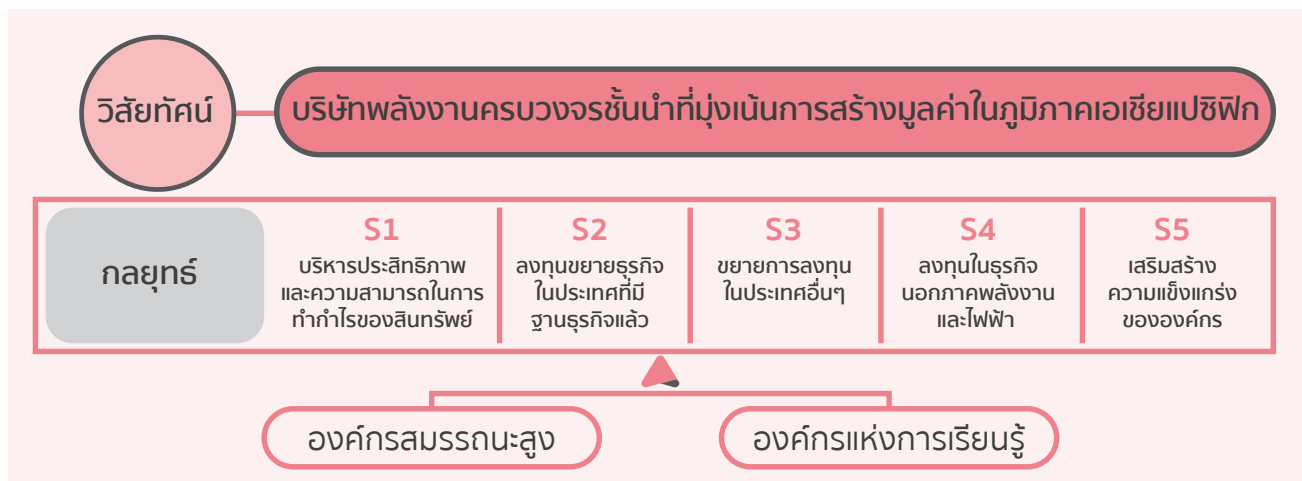 วิสัยทัศน์
บริษัทพลังงานครบวงจรชั้นนำที่มุ่งเน้นการสร้างมูลค่าในภูมิภาคเอเชียแปซิฟิก
กลยุทธ์
S1
บริหารประสิทธิภาพ
และความสามารถในการ
ทำกำไรของสินทรัพย์
S2
ลงทุนขยายธุรกิจ
ในประเทศที่มี
ฐานธุรกิจแล้ว
S3
ขยายการลงทุน
ในประเทศอื่นๆ
S4
ลงทุนในธุรกิจ
นอกภาคพลังงาน
และไฟฟ้า
S5
เสริมสร้าง
ความแข็งแกร่ง
ขององค์กร
องค์กรสมรรถนะสูง
องค์กรแห่งการเรียนรู้